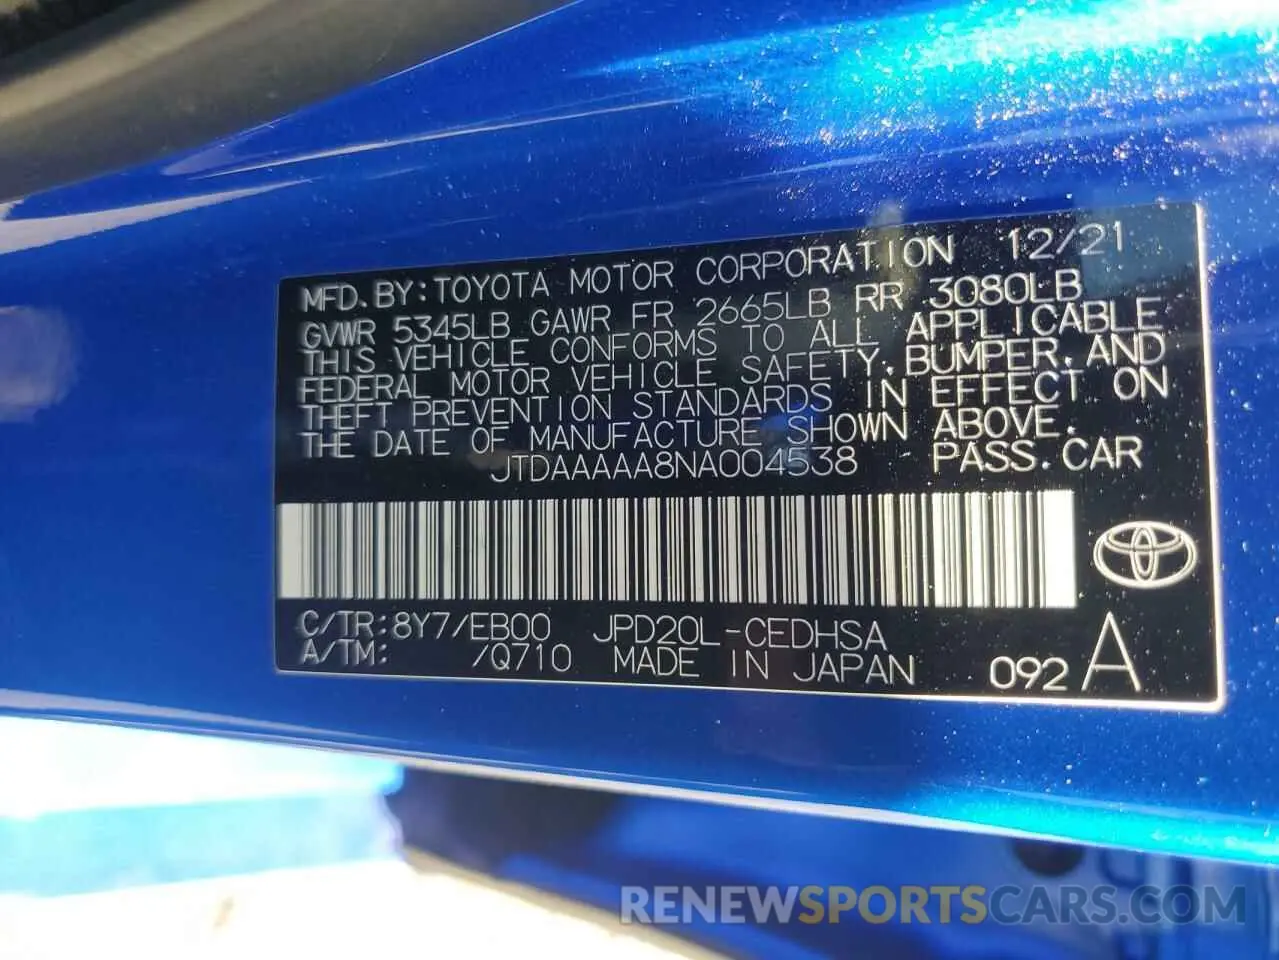 MFD. BY: TOYOTA MOTOR CORPORATION 12/21
GVWR 5345LB GAWR FR 2665LB RR 3080LB
THIS VEHICLE CONFORMS TO ALL APPLICABLE
FEDERAL MOTOR VEHICLE SAFETY, BUMPER, AND
THEFT PREVENTION STANDARDS IN EFFECT ON
THE DATE OF MANUFACTURE SHOWN ABOVE.
JTDAAAAA8NA004538 PASS. CAR
C/TR: 8Y7/EB00 JPD20L-CEDHSA
A/TM: /Q710 MADE IN JAPAN 092 A
RENEWSPORTSCARS.COM